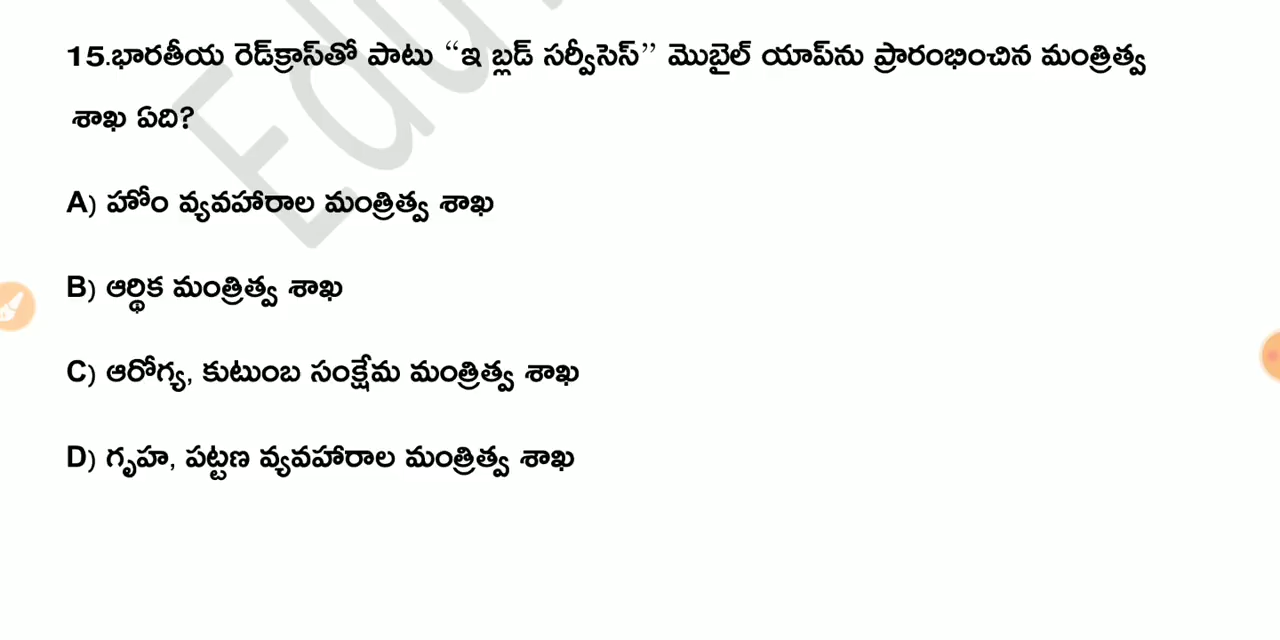 15.భారతీయ రెడ్‌క్రాస్‌తో పాటు “ఇ బ్లడ్ సర్వీసెస్” మొబైల్ యాప్‌ను ప్రారంభించిన మంత్రిత్వ
శాఖ ఏది?
A) హోం వ్యవహారాల మంత్రిత్వ శాఖ
B) ఆర్థిక మంత్రిత్వ శాఖ
C) ఆరోగ్య, కుటుంబ సంక్షేమ మంత్రిత్వ శాఖ
D) గృహ, పట్టణ వ్యవహారాల మంత్రిత్వ శాఖ